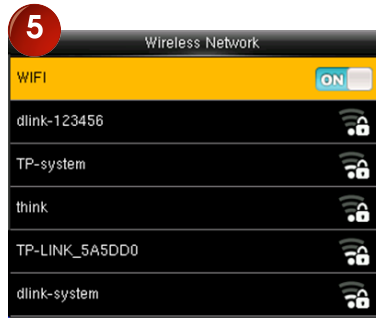 5
Wireless Network
WIFI ON
dlink-123456
TP-system
think
TP-LINK_5A5DD0
dlink-system